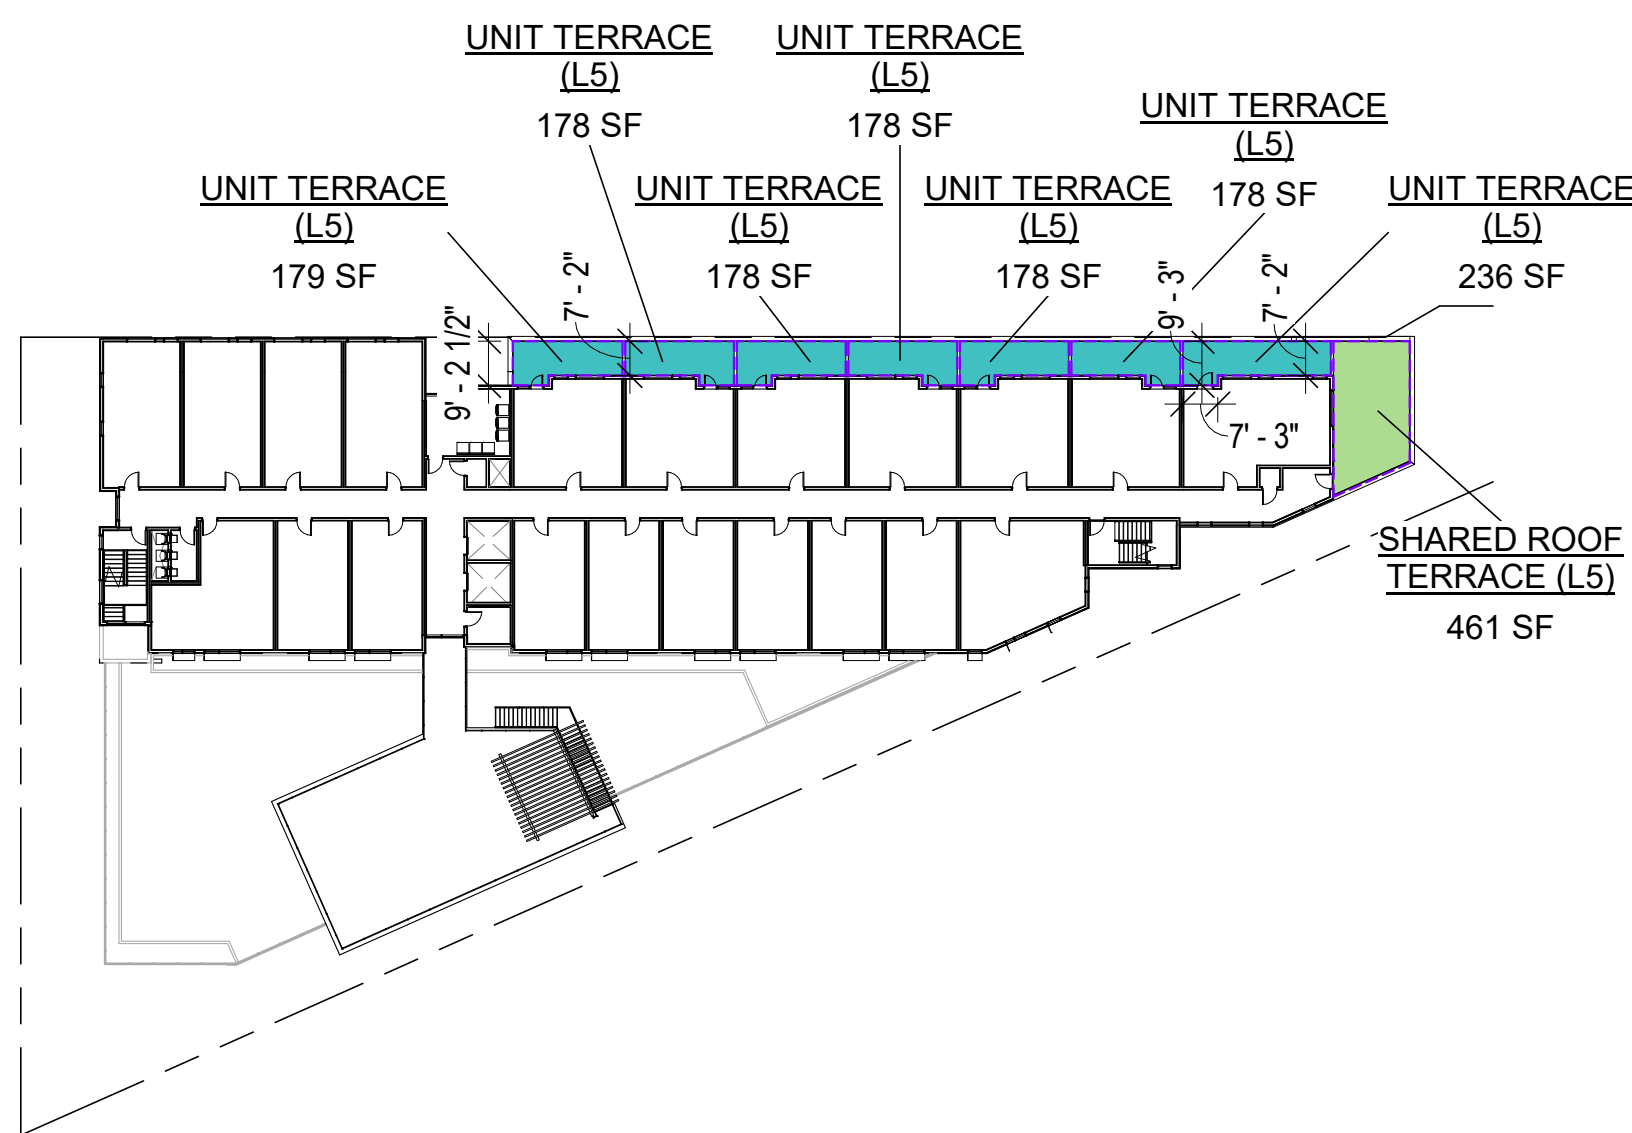 UNIT TERRACE
(L5)
178 SF
UNIT TERRACE
(L5)
178 SF
UNIT TERRACE
(L5)
178 SF
UNIT TERRACE
(L5)
179 SF
UNIT TERRACE
(L5)
178 SF
UNIT TERRACE
(L5)
178 SF
UNIT TERRACE
(L5)
236 SF
9' - 2 1/2"
7' - 2"
9' - 3"
7' - 2"
7' - 3"
SHARED ROOF
TERRACE (L5)
461 SF